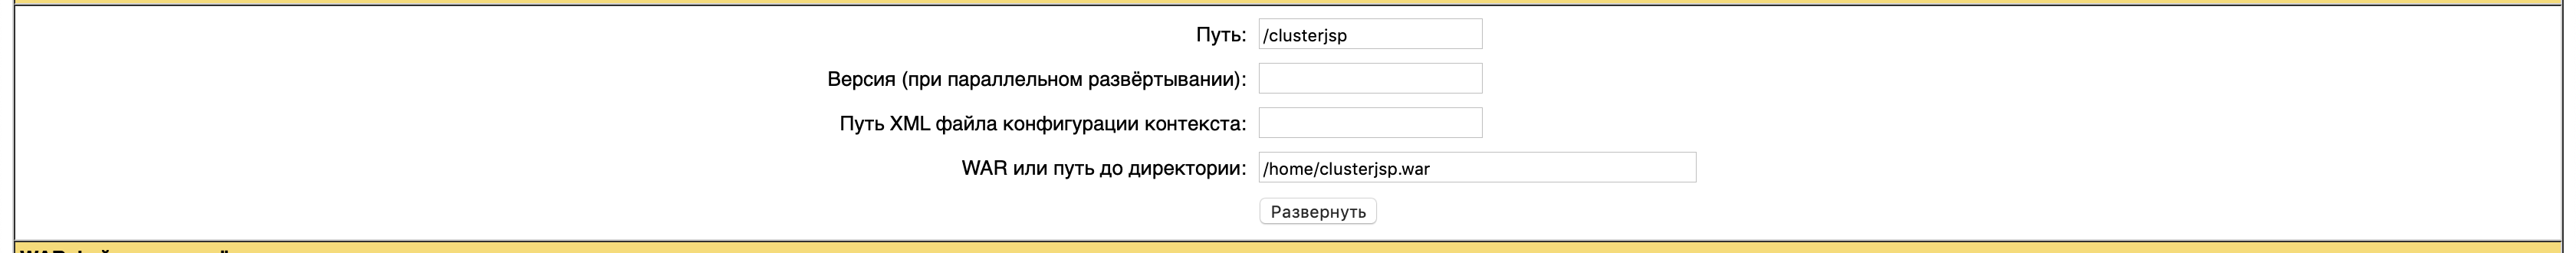 Путь: /clusterjsp
Версия (при параллельном развёртывании):
Путь XML файла конфигурации контекста:
WAR или путь до директории: /home/clusterjsp.war
Развернуть